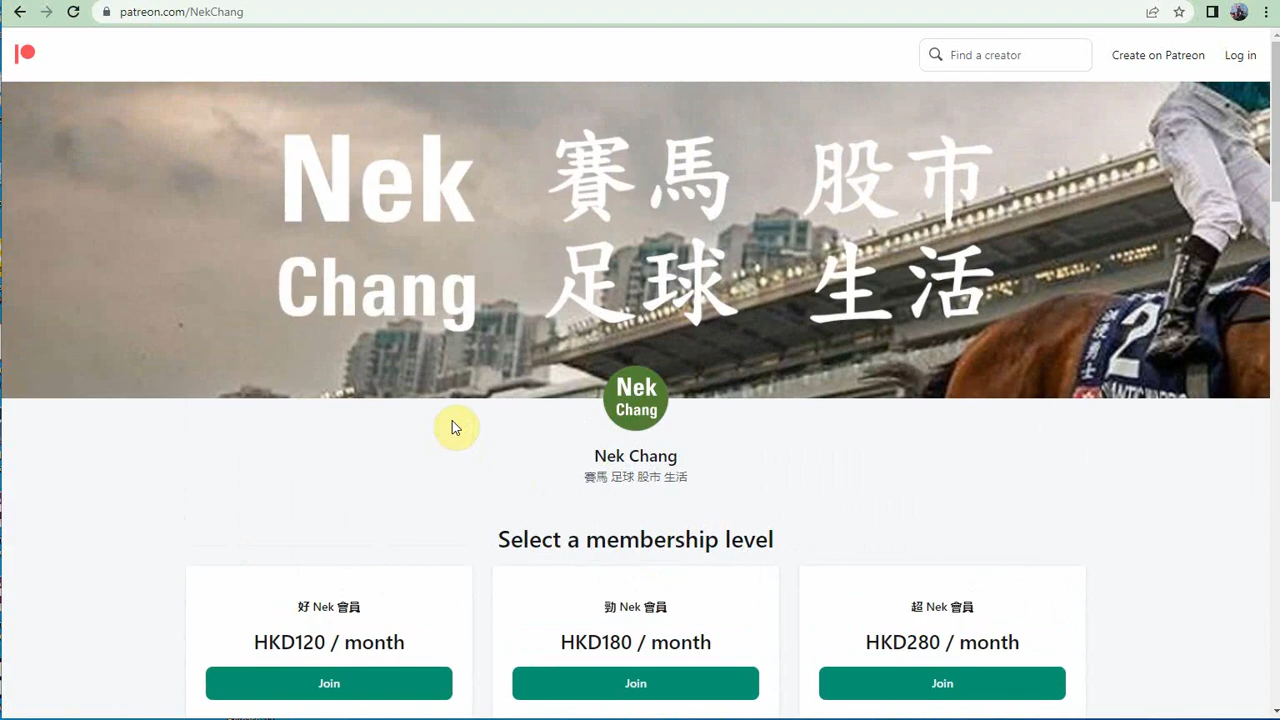 patreon.com/NekChang
Find a creator
Create on Patreon
Log in
Nek 賽馬 股市
Chang 足球 生活
2
Nek
Chang
Nek Chang
賽馬 足球 股市 生活
Select a membership level
好 Nek 會員
HKD120 / month
Join
勁 Nek 會員
HKD180 / month
Join
超 Nek 會員
HKD280 / month
Join